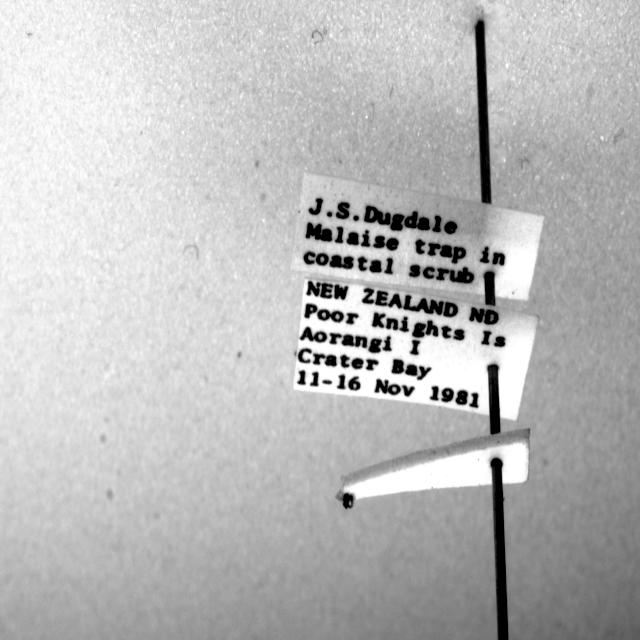 J.S.Dugdale
Malaise trap in
coastal scrub
NEW ZEALAND ND
Poor Knights Is
Aorangi I
Crater Bay
11-16 Nov 1981